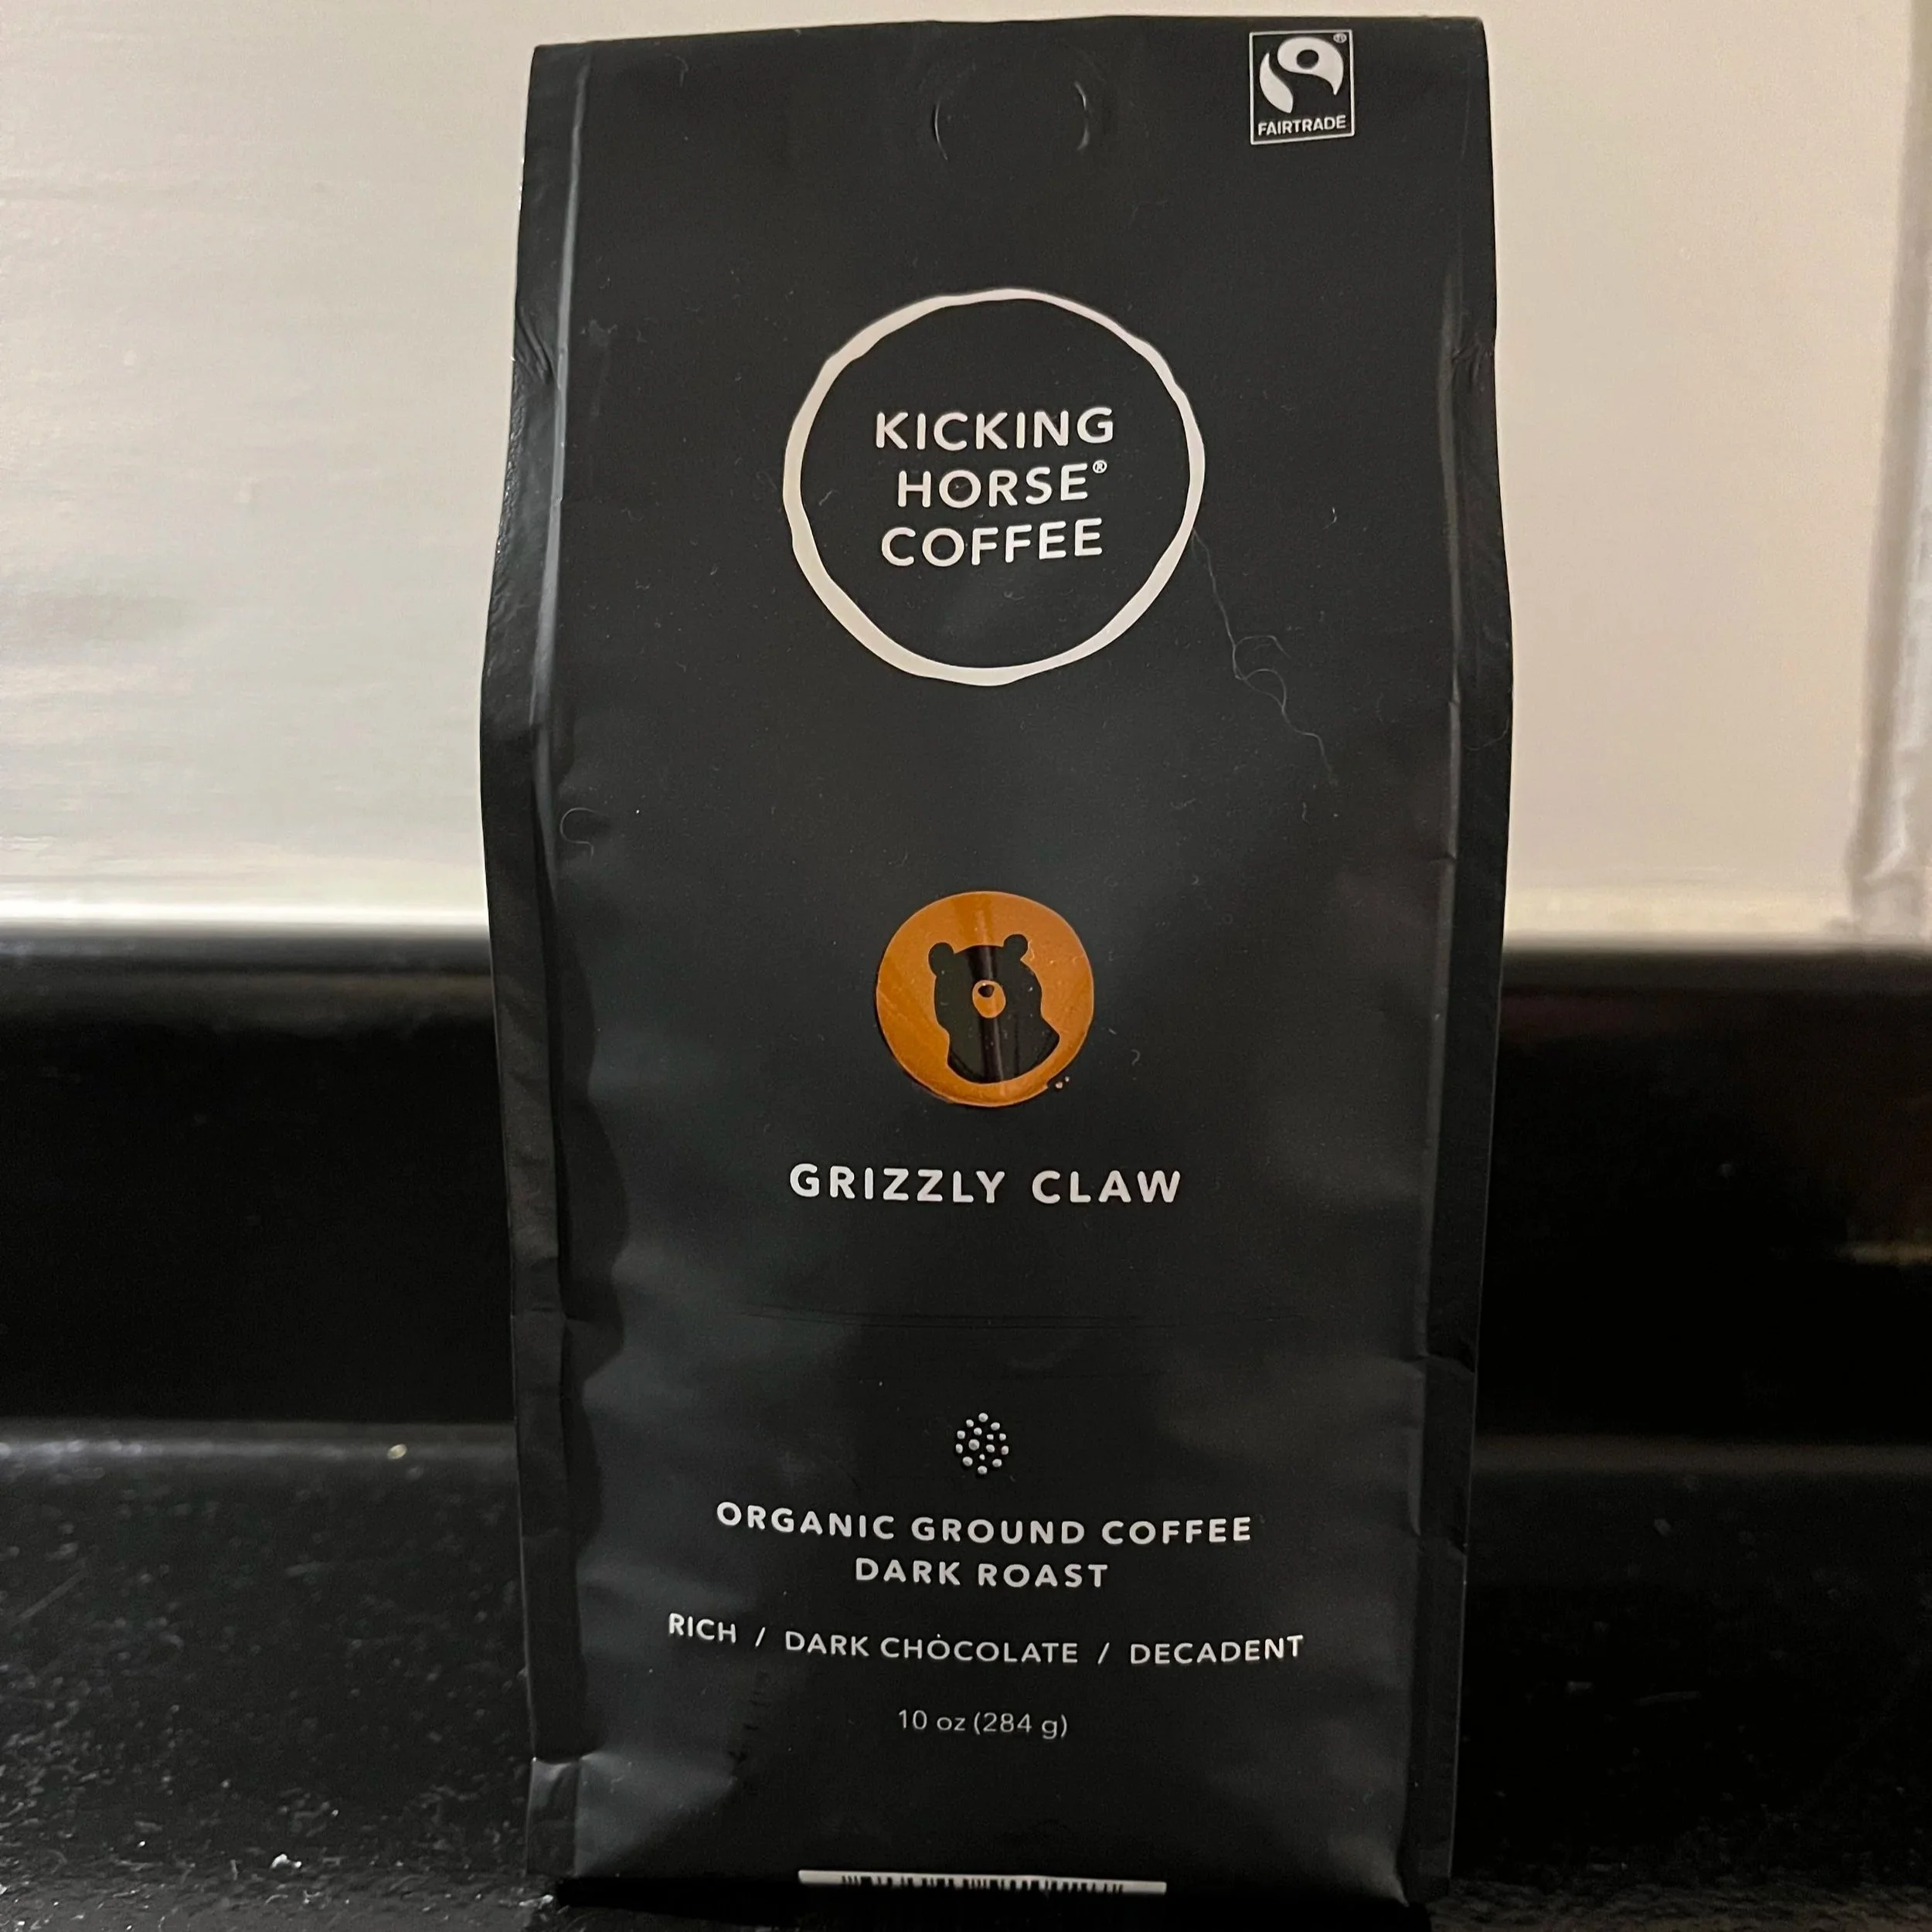 FAIRTRADE
KICKING
HORSE®
COFFEE
GRIZZLY CLAW
ORGANIC GROUND COFFEE
DARK ROAST
RICH / DARK CHOCOLATE / DECADENT
10 oz (284 g)